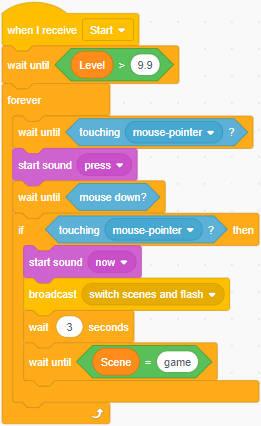 when I receive Start
wait until Level > 9.9
forever
wait until touching mouse-pointer ?
start sound press
wait until mouse down?
if touching mouse-pointer ? then
start sound now
broadcast switch scenes and flash
wait 3 seconds
wait until Scene = game